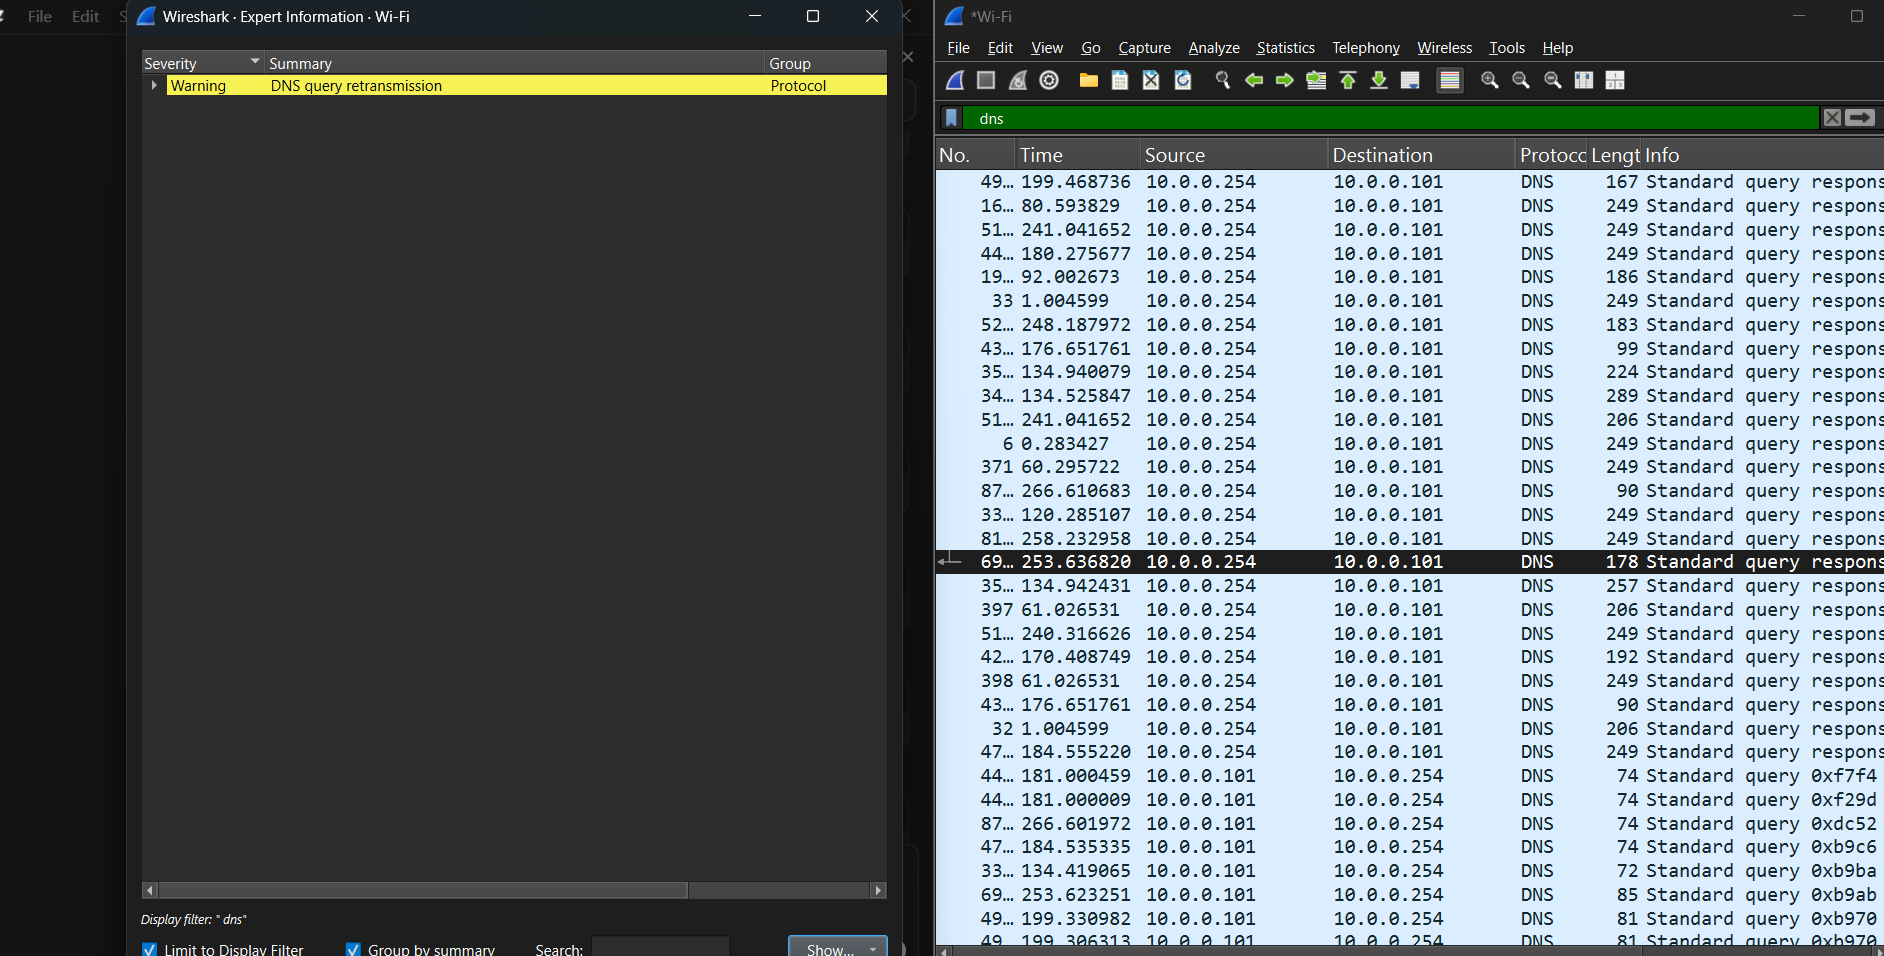 File Edit S
Wireshark · Expert Information · Wi-Fi
Severity Summary Group
Warning DNS query retransmission Protocol
Display filter: " dns"
Limit to Display Filter Group by summary Search: Show...
*Wi-Fi
File Edit View Go Capture Analyze Statistics Telephony Wireless Tools Help
dns
No. Time Source Destination Protoc Lengt Info
49… 199.468736 10.0.0.254 10.0.0.101 DNS 167 Standard query respons
16… 80.593829 10.0.0.254 10.0.0.101 DNS 249 Standard query respons
51… 241.041652 10.0.0.254 10.0.0.101 DNS 249 Standard query respons
44… 180.275677 10.0.0.254 10.0.0.101 DNS 249 Standard query respons
19… 92.002673 10.0.0.254 10.0.0.101 DNS 186 Standard query respons
33 1.004599 10.0.0.254 10.0.0.101 DNS 249 Standard query respons
52… 248.187972 10.0.0.254 10.0.0.101 DNS 183 Standard query respons
43… 176.651761 10.0.0.254 10.0.0.101 DNS 99 Standard query respons
35… 134.940079 10.0.0.254 10.0.0.101 DNS 224 Standard query respons
34… 134.525847 10.0.0.254 10.0.0.101 DNS 289 Standard query respons
51… 241.041652 10.0.0.254 10.0.0.101 DNS 206 Standard query respons
6 0.283427 10.0.0.254 10.0.0.101 DNS 249 Standard query respons
371 60.295722 10.0.0.254 10.0.0.101 DNS 249 Standard query respons
87… 266.610683 10.0.0.254 10.0.0.101 DNS 90 Standard query respons
33… 120.285107 10.0.0.254 10.0.0.101 DNS 249 Standard query respons
81… 258.232958 10.0.0.254 10.0.0.101 DNS 249 Standard query respons
69… 253.636820 10.0.0.254 10.0.0.101 DNS 178 Standard query respons
35… 134.942431 10.0.0.254 10.0.0.101 DNS 257 Standard query respons
397 61.026531 10.0.0.254 10.0.0.101 DNS 206 Standard query respons
51… 240.316626 10.0.0.254 10.0.0.101 DNS 249 Standard query respons
42… 170.408749 10.0.0.254 10.0.0.101 DNS 192 Standard query respons
398 61.026531 10.0.0.254 10.0.0.101 DNS 249 Standard query respons
43… 176.651761 10.0.0.254 10.0.0.101 DNS 90 Standard query respons
32 1.004599 10.0.0.254 10.0.0.101 DNS 206 Standard query respons
47… 184.555220 10.0.0.254 10.0.0.101 DNS 249 Standard query respons
44… 181.000459 10.0.0.101 10.0.0.254 DNS 74 Standard query 0xf7f4
44… 181.000009 10.0.0.101 10.0.0.254 DNS 74 Standard query 0xf29d
87… 266.601972 10.0.0.101 10.0.0.254 DNS 74 Standard query 0xdc52
47… 184.535335 10.0.0.101 10.0.0.254 DNS 74 Standard query 0xb9c6
33… 134.419065 10.0.0.101 10.0.0.254 DNS 72 Standard query 0xb9ba
69… 253.623251 10.0.0.101 10.0.0.254 DNS 85 Standard query 0xb9ab
49… 199.330982 10.0.0.101 10.0.0.254 DNS 81 Standard query 0xb970
49… 199.306313 10.0.0.101 10.0.0.254 DNS 81 Standard query 0xb970